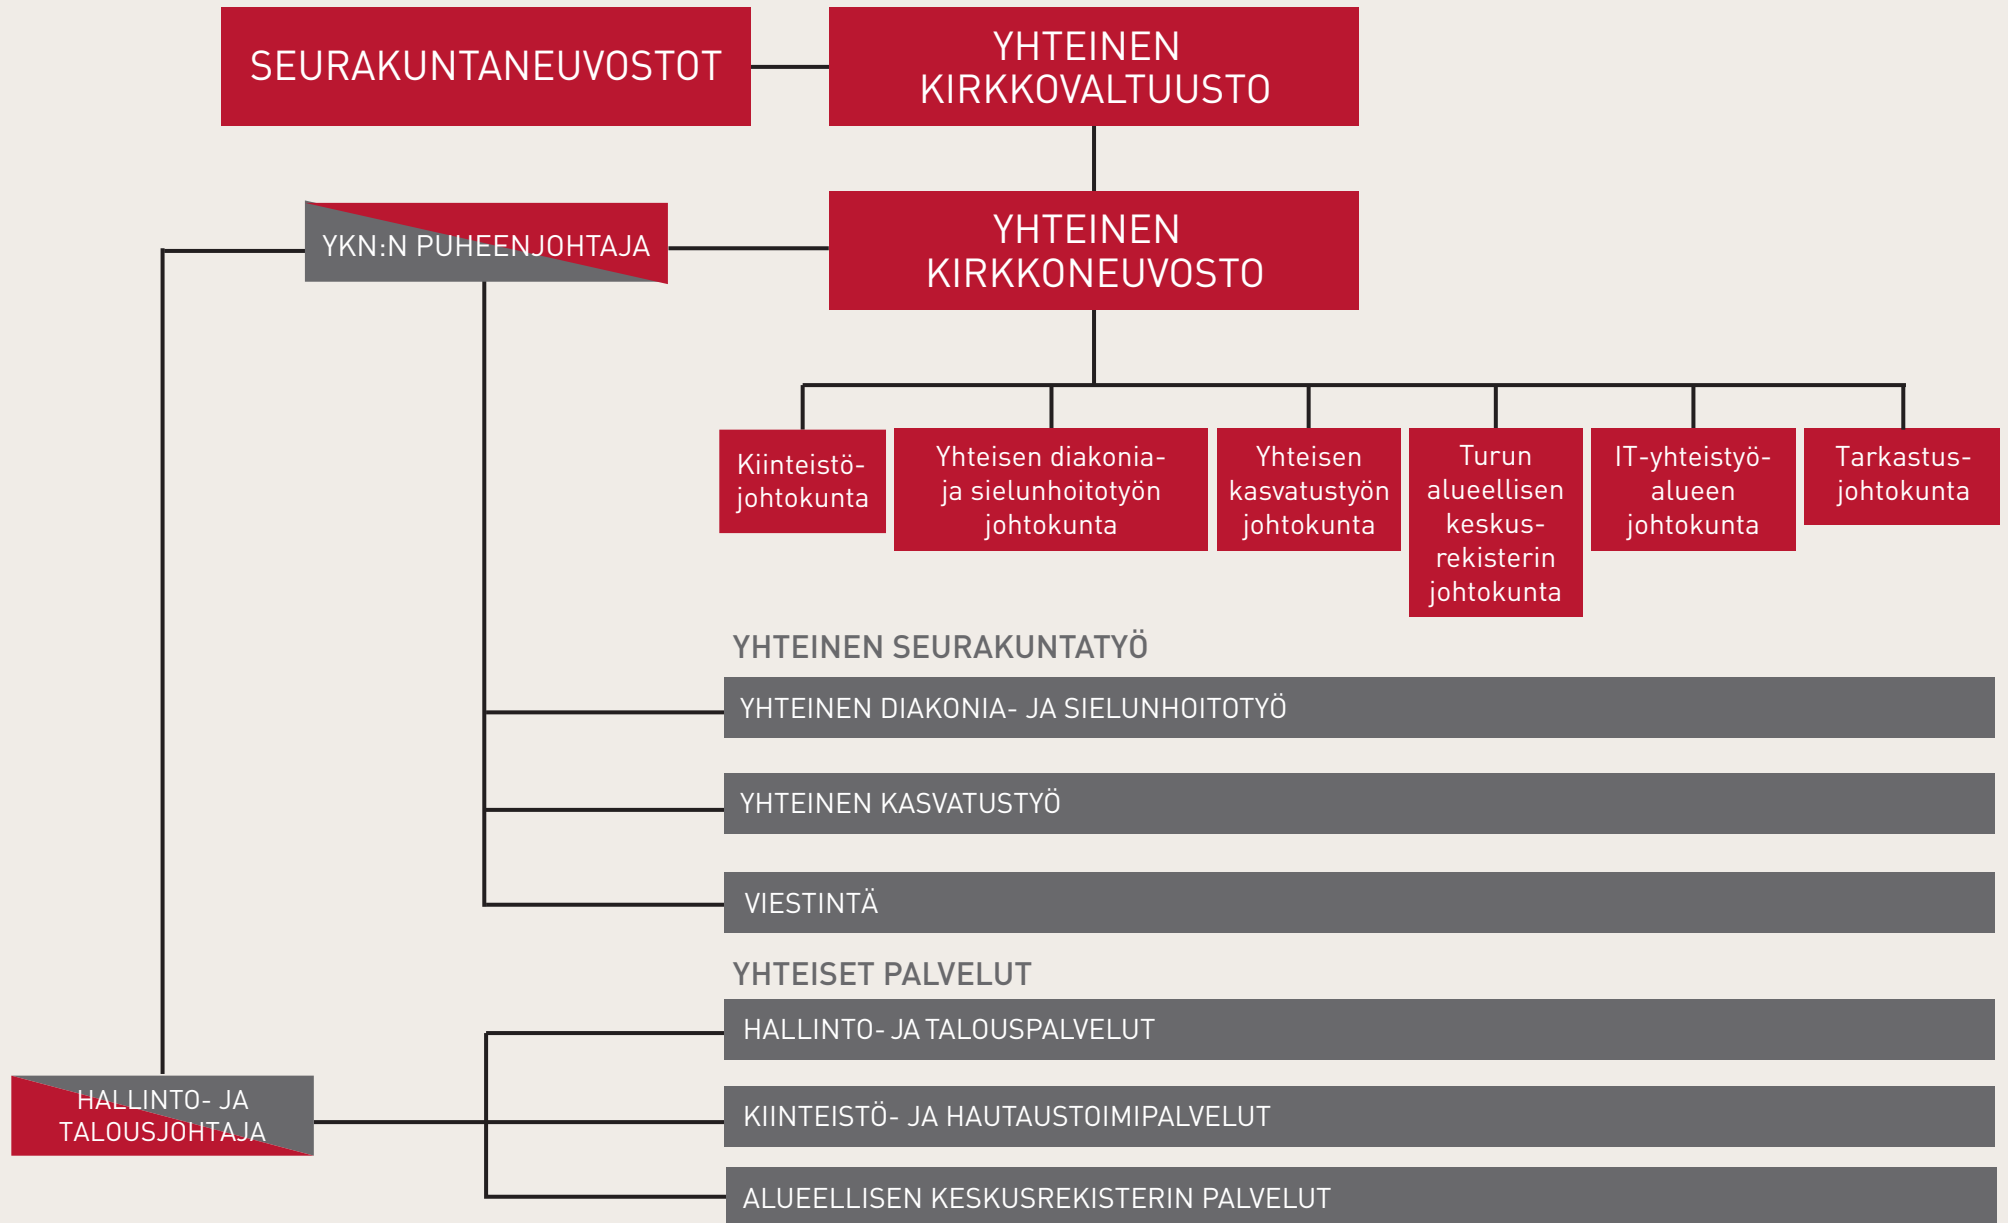 SEURAKUNTANEUVOSTOT
YHTEINEN
KIRKKOVALTUUSTO
YKN:N PUHEENJOHTAJA
YHTEINEN
KIRKKONEUVOSTO
Kiinteistö-
johtokunta
Yhteisen diakonia-
ja sielunhoitotyön
johtokunta
Yhteisen
kasvatustyön
johtokunta
Turun
alueellisen
keskus-
rekisterin
johtokunta
IT-yhteistyö-
alueen
johtokunta
Tarkastus-
johtokunta
YHTEINEN SEURAKUNTATYÖ
YHTEINEN DIAKONIA- JA SIELUNHOITOTYÖ
YHTEINEN KASVATUSTYÖ
VIESTINTÄ
YHTEISET PALVELUT
HALLINTO- JA TALOUSPALVELUT
HALLINTO- JA
TALOUSJOHTAJA
KIINTEISTÖ- JA HAUTAUSTOIMIPALVELUT
ALUEELLISEN KESKUSREKISTERIN PALVELUT